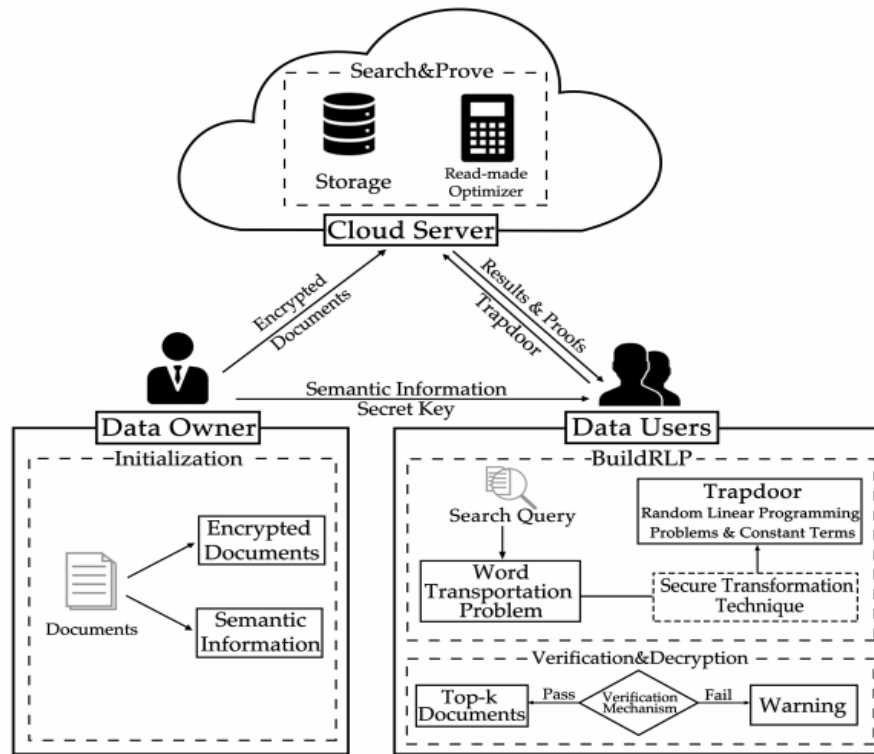 Search&Prove
Storage
Read-made
Optimizer
Cloud Server
Encrypted
Documents
Results & Proofs
Trapdoor
Semantic Information
Secret Key
Data Owner
Initialization
Documents
Encrypted
Documents
Semantic
Information
Data Users
BuildRLP
Search Query
Word
Transportation
Problem
Secure Transformation
Technique
Trapdoor
Random Linear Programming
Problems & Constant Terms
Verification&Decryption
Top-k
Documents
Pass
Verification
Mechanism
Fail
Warning